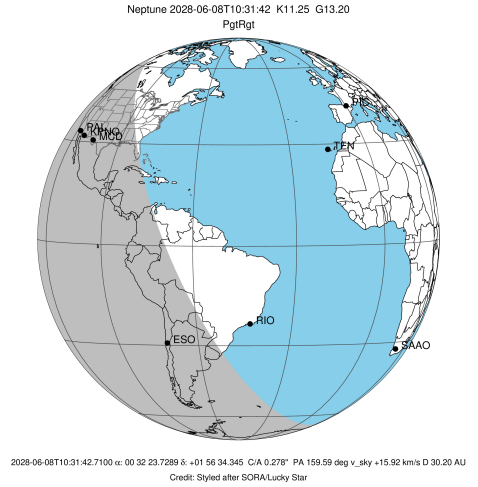 Neptune 2028-06-08T10:31:42 K11.25 G13.20
PgtRgt
PAL
KPNO
MCD
PIC
TEN
RIO
ESO
SAAO
2028-06-08T10:31:42.7100 α: 00 32 23.7289 δ: +01 56 34.345 C/A 0.278" PA 159.59 deg v_sky +15.92 km/s D 30.20 AU
Credit: Styled after SORA/Lucky Star